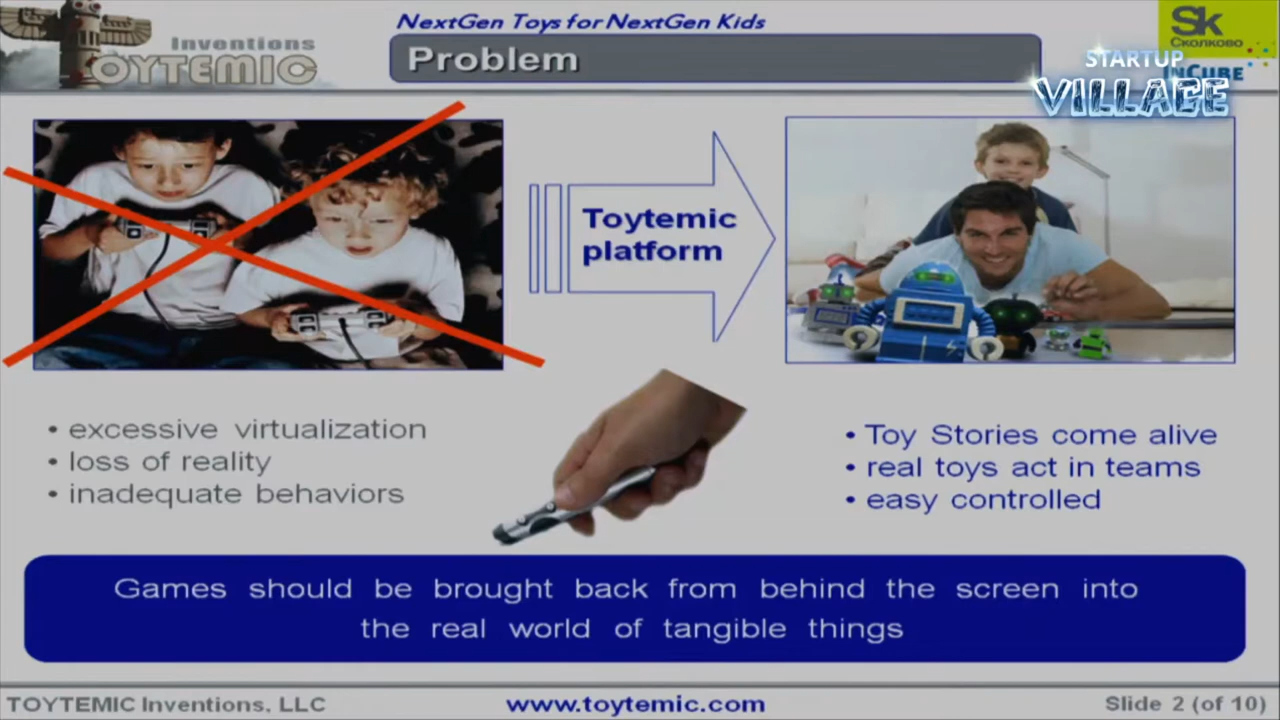 NextGen Toys for NextGen Kids
Inventions
TOYTEMIC
Problem
Sk
Сколково
INCUBE
STARTUP
VILLAGE
Toytemic
platform
• excessive virtualization
• loss of reality
• inadequate behaviors
• Toy Stories come alive
• real toys act in teams
• easy controlled
Games should be brought back from behind the screen into
the real world of tangible things
TOYTEMIC Inventions, LLC
www.toytemic.com
Slide 2 (of 10)